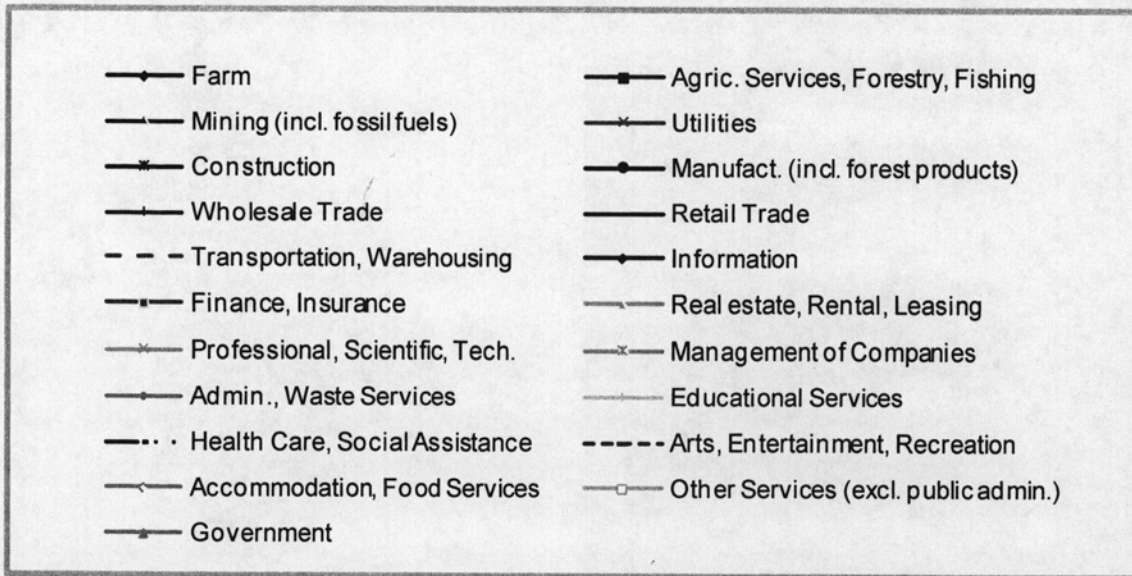 Farm
Agric. Services, Forestry, Fishing
Mining (incl. fossil fuels)
Utilities
Construction
Manufact. (incl. forest products)
Wholesale Trade
Retail Trade
Transportation, Warehousing
Information
Finance, Insurance
Real estate, Rental, Leasing
Professional, Scientific, Tech.
Management of Companies
Admin., Waste Services
Educational Services
Health Care, Social Assistance
Arts, Entertainment, Recreation
Accommodation, Food Services
Other Services (excl. public admin.)
Government